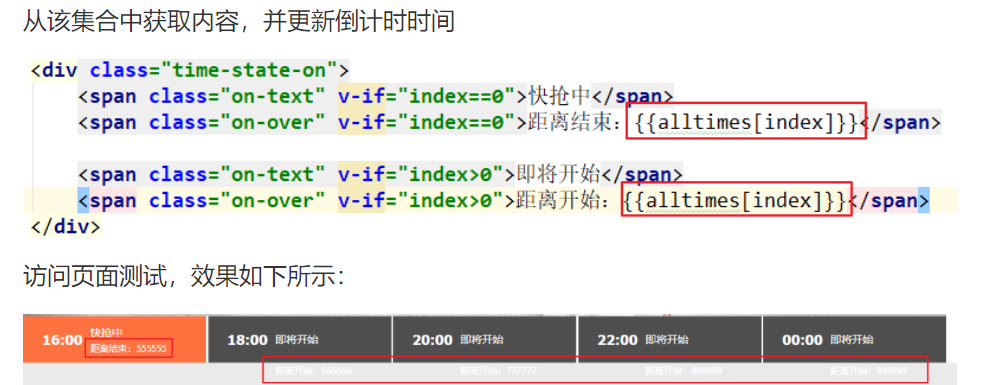 从该集合中获取内容，并更新倒计时时间
<div class="time-state-on">
<span class="on-text" v-if="index==0">快抢中</span>
<span class="on-over" v-if="index==0">距离结束：{{alltimes[index]}}</span>
<span class="on-text" v-if="index>0">即将开始</span>
<span class="on-over" v-if="index>0">距离开始：{{alltimes[index]}}</span>
</div>
访问页面测试，效果如下所示：
16:00 快抢中 18:00 即将开始 20:00 即将开始 22:00 即将开始 00:00 即将开始
距离结束：555555 距离开始：666666 距离开始：777777 距离开始：888888 距离开始：999999